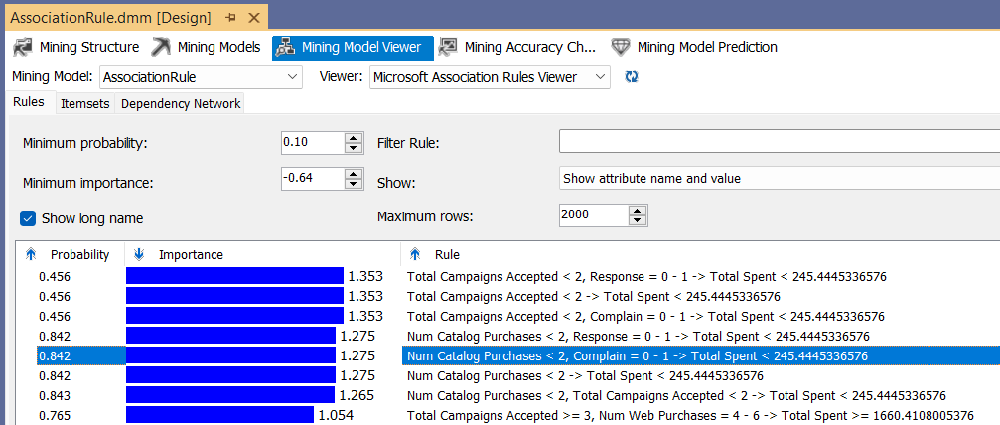 AssociationRule.dmm [Design]
Mining Structure Mining Models Mining Model Viewer Mining Accuracy Ch... Mining Model Prediction
Mining Model: AssociationRule Viewer: Microsoft Association Rules Viewer
Rules Itemsets Dependency Network
Minimum probability: 0.10 Filter Rule:
Minimum importance: -0.64 Show: Show attribute name and value
Show long name Maximum rows: 2000
Probability Importance Rule
0.456 1.353 Total Campaigns Accepted < 2, Response = 0 - 1 -> Total Spent < 245.4445336576
0.456 1.353 Total Campaigns Accepted < 2 -> Total Spent < 245.4445336576
0.456 1.353 Total Campaigns Accepted < 2, Complain = 0 - 1 -> Total Spent < 245.4445336576
0.842 1.275 Num Catalog Purchases < 2, Response = 0 - 1 -> Total Spent < 245.4445336576
0.842 1.275 Num Catalog Purchases < 2, Complain = 0 - 1 -> Total Spent < 245.4445336576
0.842 1.275 Num Catalog Purchases < 2 -> Total Spent < 245.4445336576
0.843 1.265 Num Catalog Purchases < 2, Total Campaigns Accepted < 2 -> Total Spent < 245.4445336576
0.765 1.054 Total Campaigns Accepted >= 3, Num Web Purchases = 4 - 6 -> Total Spent >= 1660.4108005376